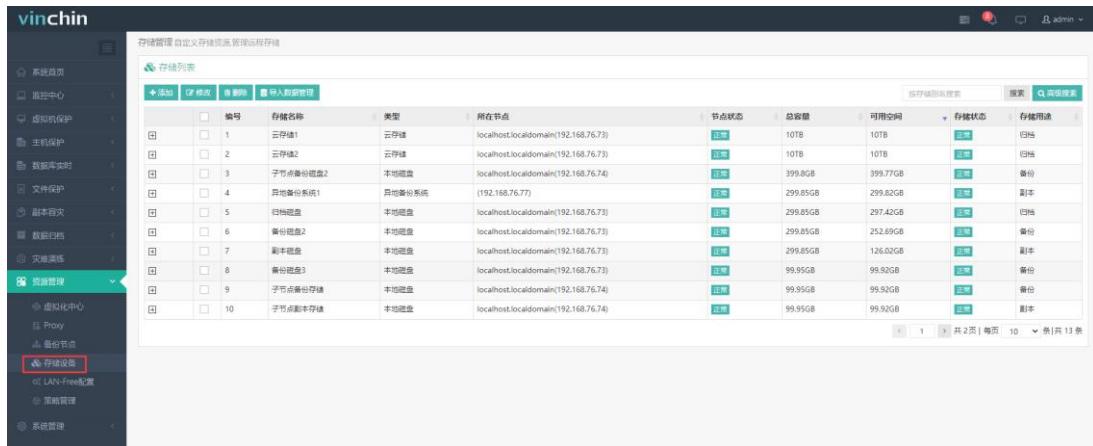 vinchin
admin
存储管理 自定义存储资源,管理远程存储
存储列表
添加 修改 删除 导入数据管理 按存储别名搜索 搜索 高级搜索
编号 存储名称 类型 所在节点 节点状态 总容量 可用空间 存储状态 存储用途
1 云存储1 云存储 localhost.localdomain(192.168.76.73) 正常 10TB 10TB 正常 归档
2 云存储2 云存储 localhost.localdomain(192.168.76.73) 正常 10TB 10TB 正常 归档
3 子节点备份磁盘2 本地磁盘 localhost.localdomain(192.168.76.74) 正常 399.8GB 399.77GB 正常 备份
4 异地备份系统1 异地备份系统 (192.168.76.77) 正常 299.85GB 299.82GB 正常 副本
5 归档磁盘 本地磁盘 localhost.localdomain(192.168.76.73) 正常 299.85GB 297.42GB 正常 归档
6 备份磁盘2 本地磁盘 localhost.localdomain(192.168.76.73) 正常 299.85GB 252.69GB 正常 备份
7 副本磁盘 本地磁盘 localhost.localdomain(192.168.76.73) 正常 299.85GB 126.02GB 正常 副本
8 备份磁盘3 本地磁盘 localhost.localdomain(192.168.76.73) 正常 99.95GB 99.92GB 正常 备份
9 子节点备份存储 本地磁盘 localhost.localdomain(192.168.76.74) 正常 99.95GB 99.92GB 正常 备份
10 子节点副本存储 本地磁盘 localhost.localdomain(192.168.76.74) 正常 99.95GB 99.92GB 正常 副本
1 共 2页 | 每页 10 条|共 13 条
系统首页
监控中心
虚拟机保护
主机保护
数据库实时
文件保护
副本容灾
数据归档
灾难演练
资源管理
虚拟化中心
Proxy
备份节点
存储设备
LAN-Free配置
策略管理
系统管理